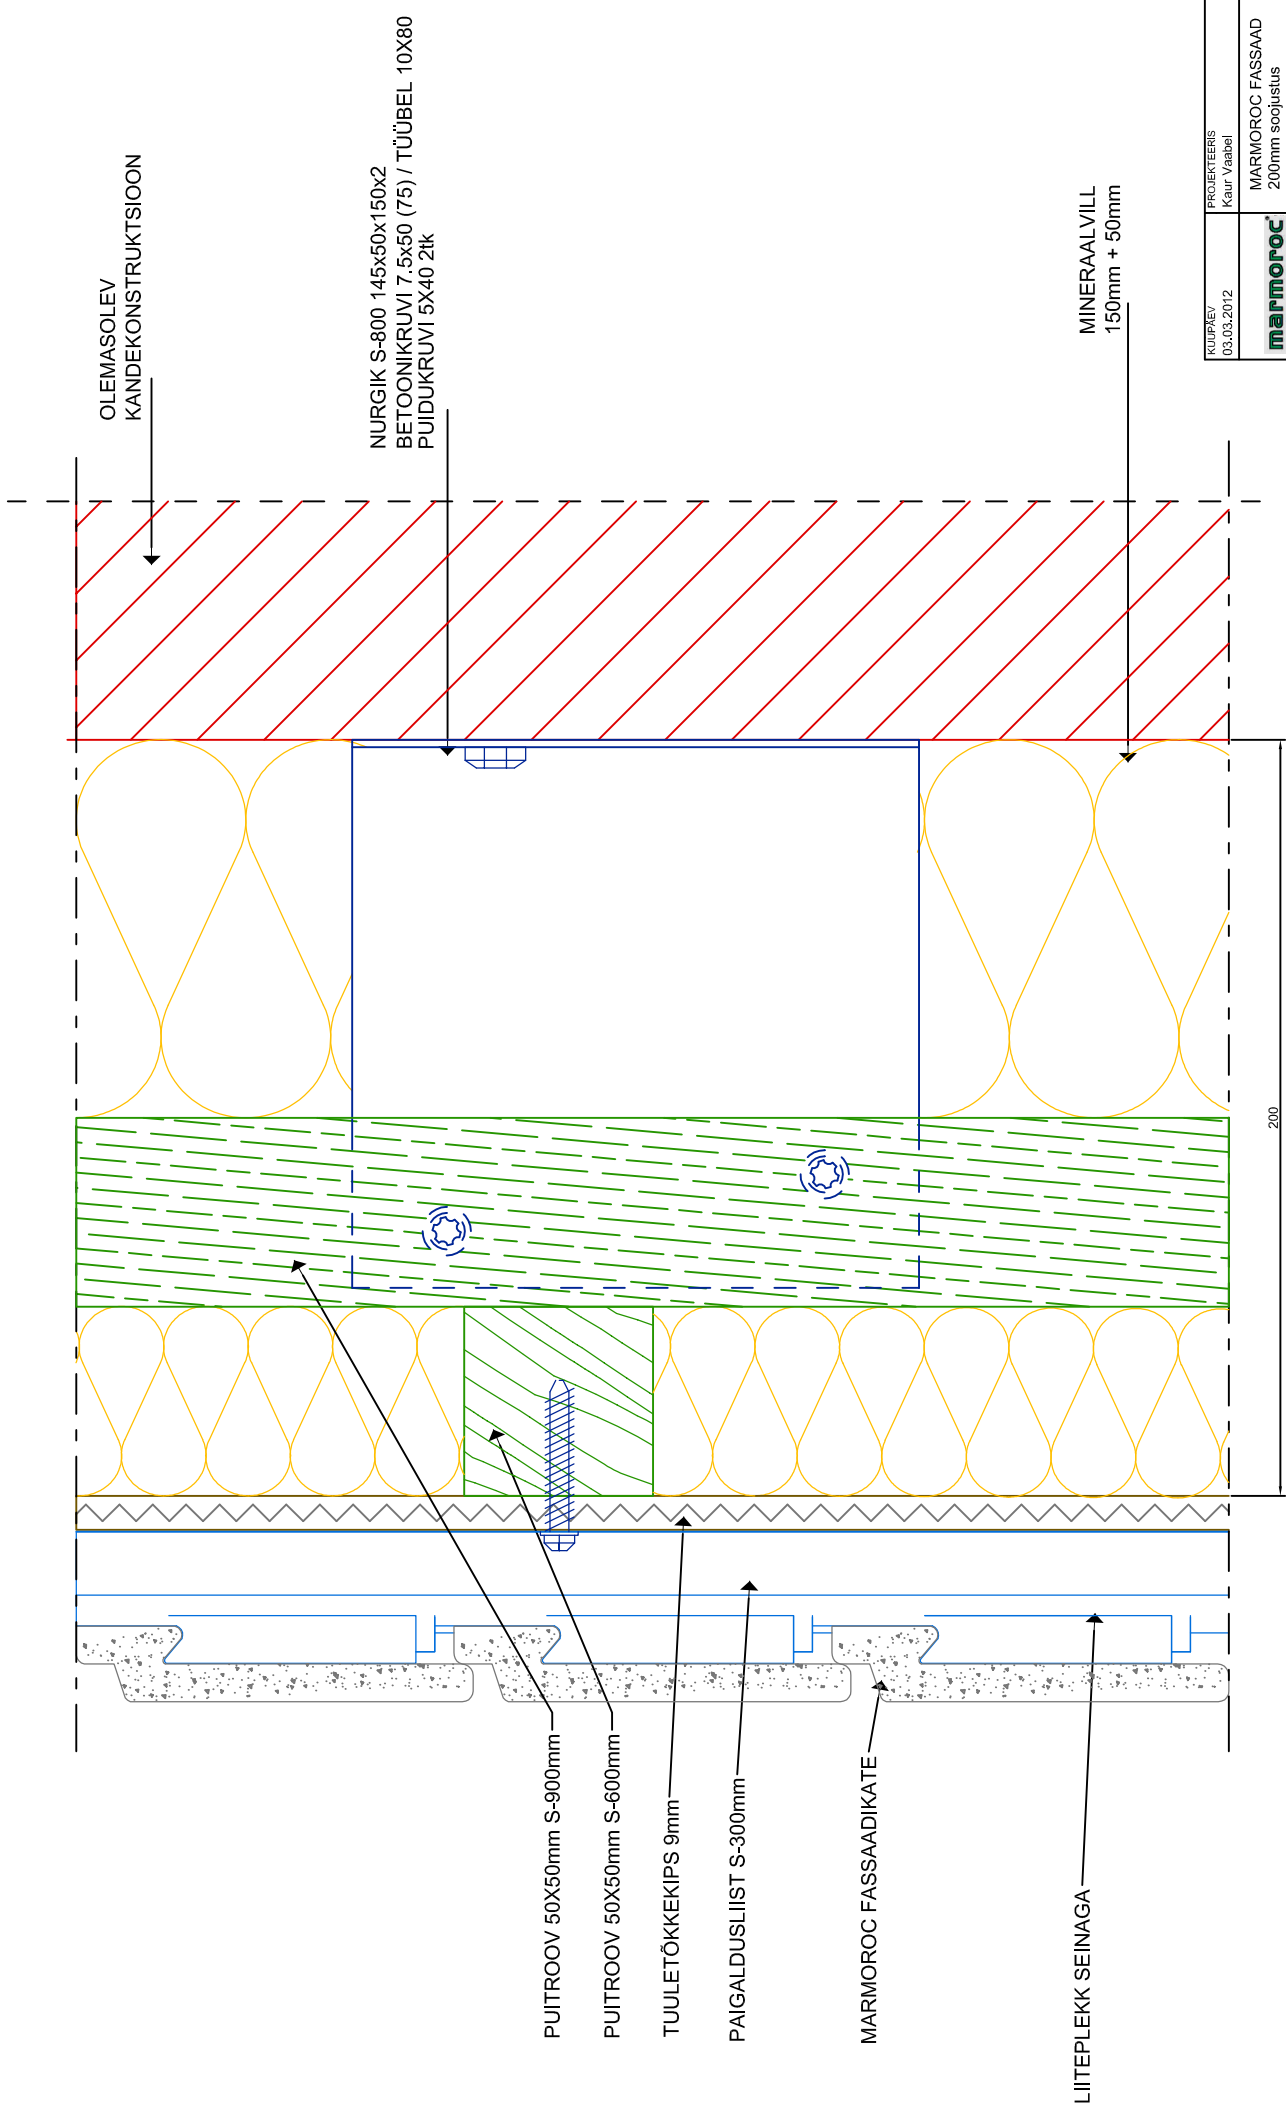 OLEMASOLEV
KANDEKONSTRUKTSIOON
NURGIK S-800 145x50x150x2
BETOONIKRUVI 7.5x50 (75) / TÜÜBEL 10X80
PUIDUKRUVI 5X40 2tk
MINERAALVILL
150mm + 50mm
200
PUITROOV 50X50mm S-900mm
PUITROOV 50X50mm S-600mm
TUULETÕKKEKIPS 9mm
PAIGALDUSLIIST S-300mm
MARMOROC FASSAADIKATE
LIITEPLEKK SEINAGA
KUUPÄEV
03.03.2012
PROJEKTEERIS
Kaur Vaabel
marmoroc
MARMOROC FASSAAD
200mm soojustus